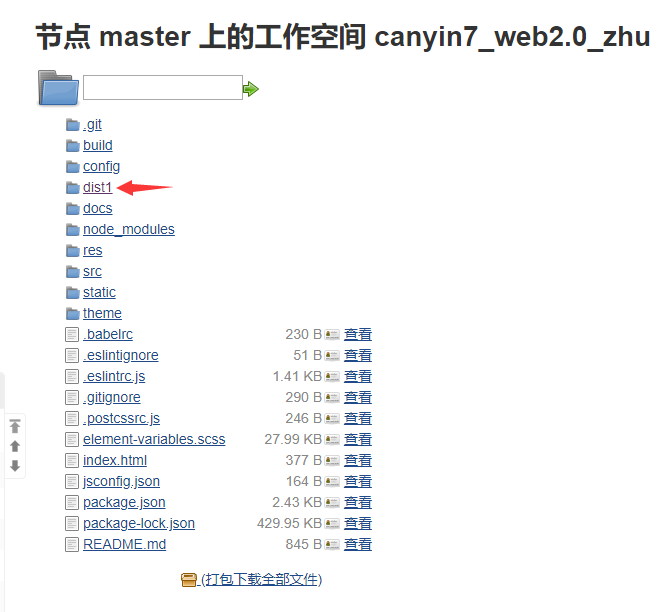 节点 master 上的工作空间 canyin7_web2.0_zhu
.git
build
config
dist1
docs
node_modules
res
src
static
theme
.babelrc 230 B 查看
.eslintignore 51 B 查看
.eslintrc.js 1.41 KB 查看
.gitignore 290 B 查看
.postcssrc.js 246 B 查看
element-variables.scss 27.99 KB 查看
index.html 377 B 查看
jsconfig.json 164 B 查看
package.json 2.43 KB 查看
package-lock.json 429.95 KB 查看
README.md 845 B 查看
(打包下载全部文件)